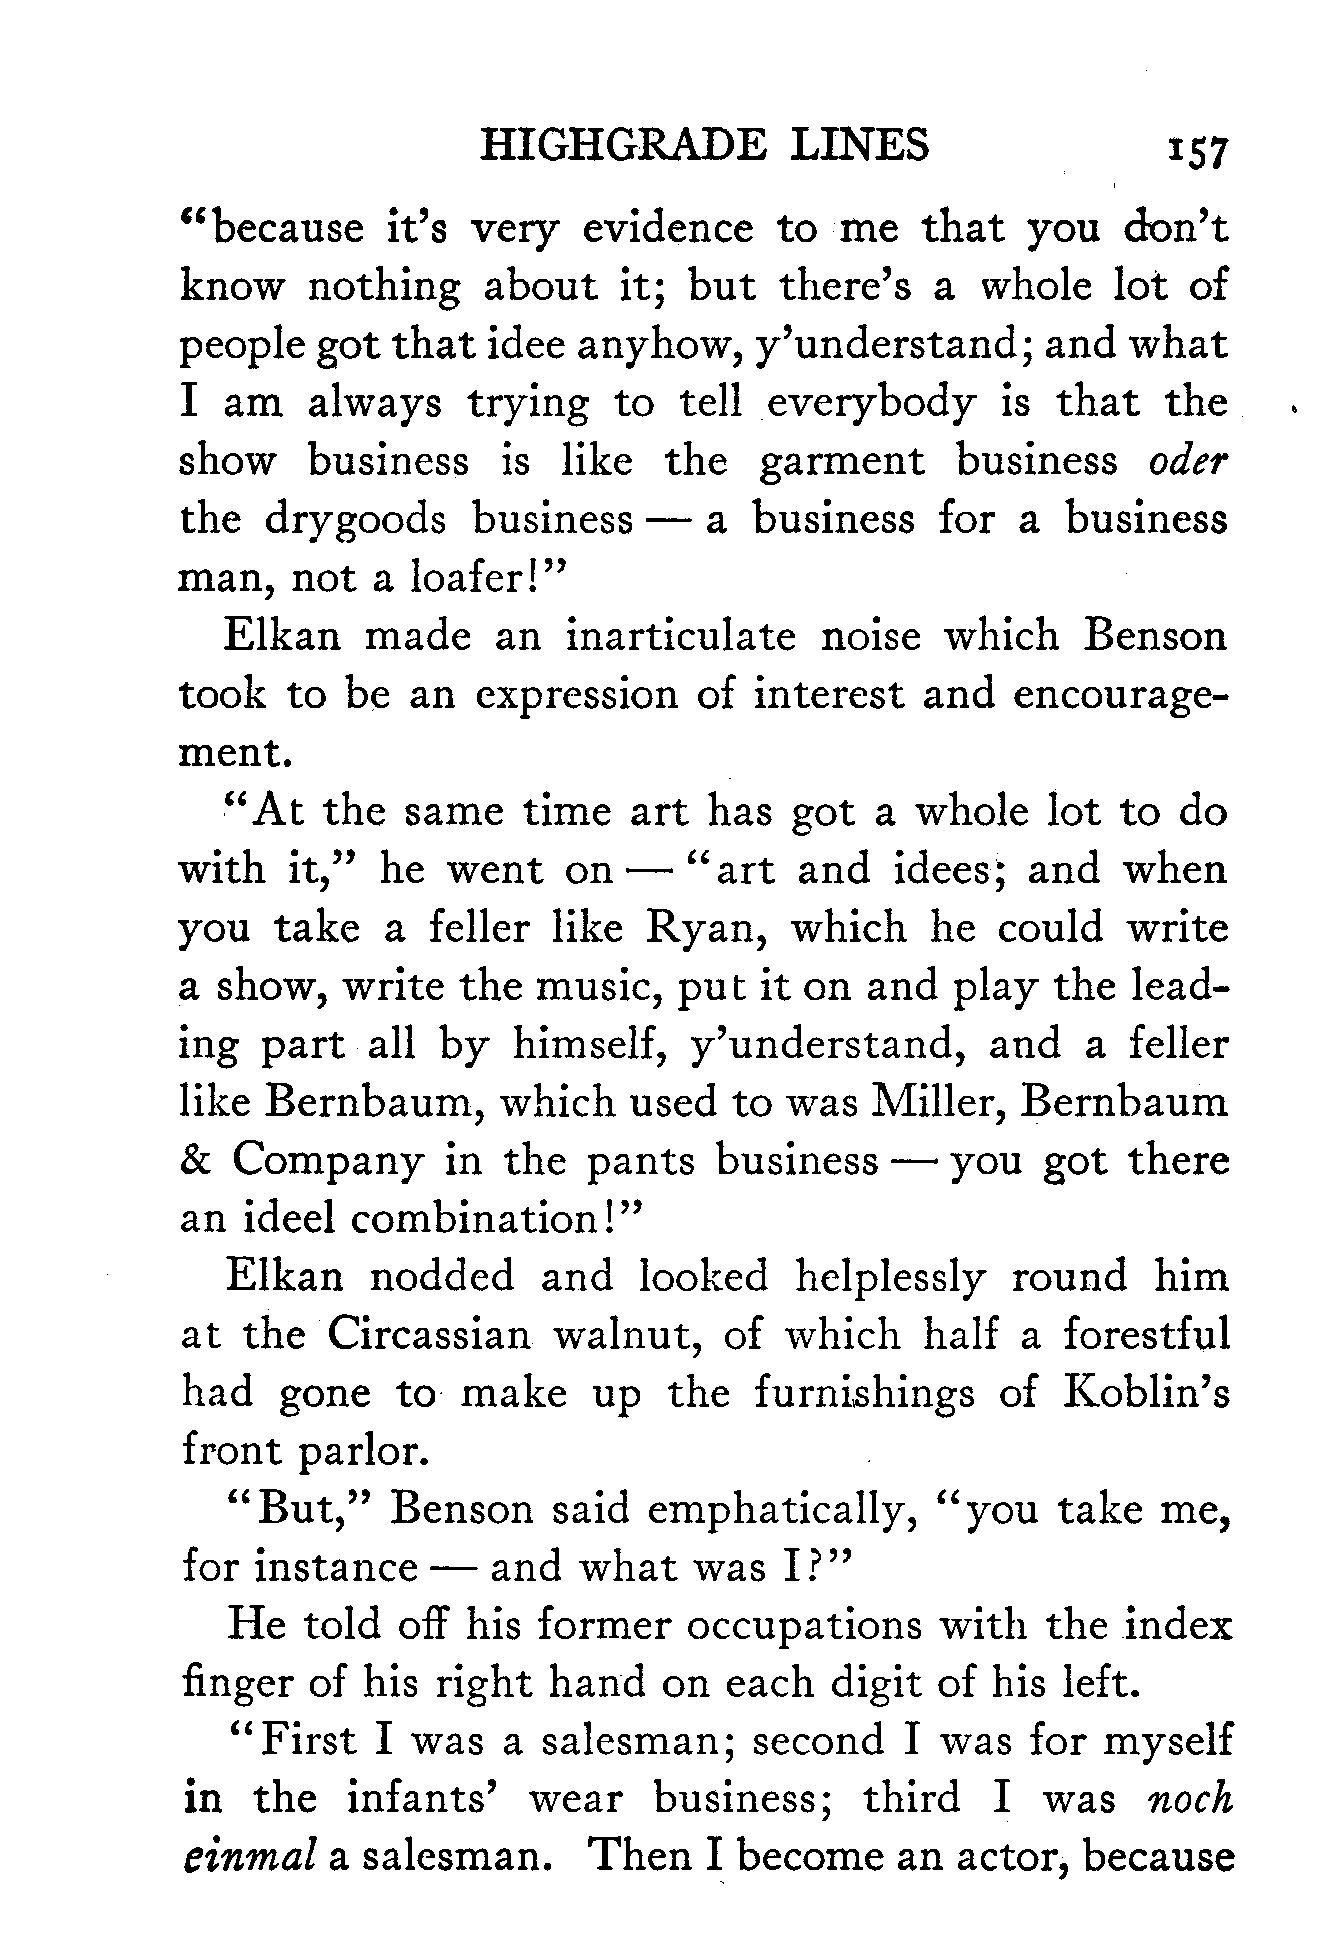 HIGHGRADE LINES 157
“because it’s very evidence to me that you don’t
know nothing about it; but there’s a whole lot of
people got that idee anyhow, y’understand; and what
I am always trying to tell everybody is that the
show business is like the garment business oder
the drygoods business — a business for a business
man, not a loafer!”
Elkan made an inarticulate noise which Benson
took to be an expression of interest and encourage-
ment.
“At the same time art has got a whole lot to do
with it,” he went on — “art and idees; and when
you take a feller like Ryan, which he could write
a show, write the music, put it on and play the lead-
ing part all by himself, y’understand, and a feller
like Bernbaum, which used to was Miller, Bernbaum
& Company in the pants business — you got there
an ideel combination!”
Elkan nodded and looked helplessly round him
at the Circassian walnut, of which half a forestful
had gone to make up the furnishings of Koblin’s
front parlor.
“But,” Benson said emphatically, “you take me,
for instance — and what was I?”
He told off his former occupations with the index
finger of his right hand on each digit of his left.
“First I was a salesman; second I was for myself
in the infants’ wear business; third I was noch
einmal a salesman. Then I become an actor, because